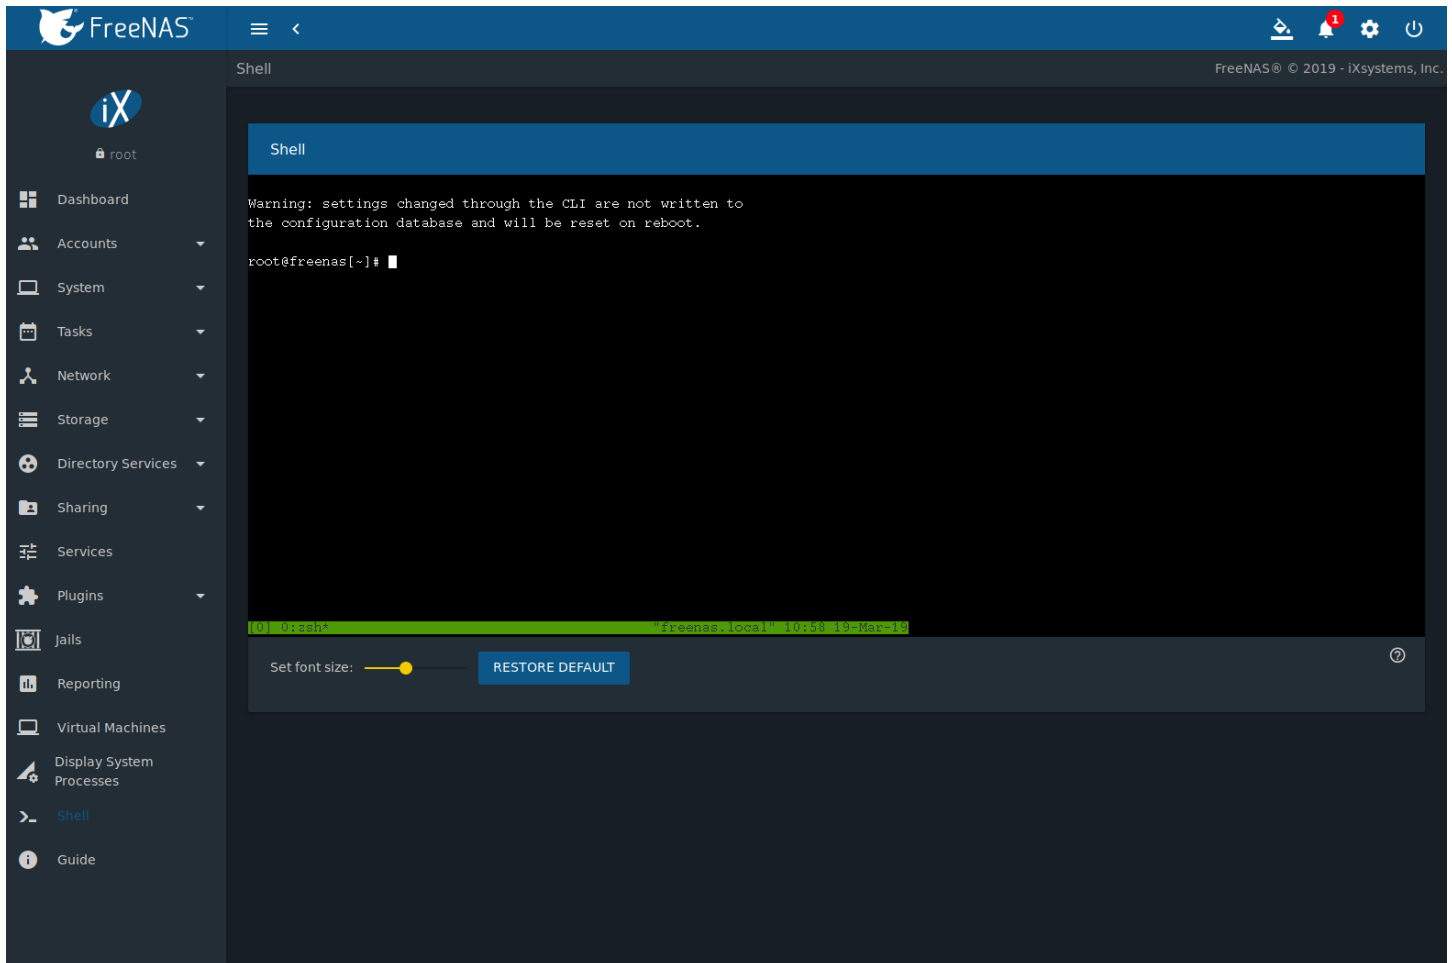 FreeNAS™
1
Shell
FreeNAS® © 2019 - iXsystems, Inc.
iX
root
Dashboard
Accounts
System
Tasks
Network
Storage
Directory Services
Sharing
Services
Plugins
Jails
Reporting
Virtual Machines
Display System
Processes
Shell
Guide
Shell
Warning: settings changed through the CLI are not written to
the configuration database and will be reset on reboot.
root@freenas[~]#
[0] 0:zsh* "freenas.local" 10:58 19-Mar-19
Set font size: RESTORE DEFAULT